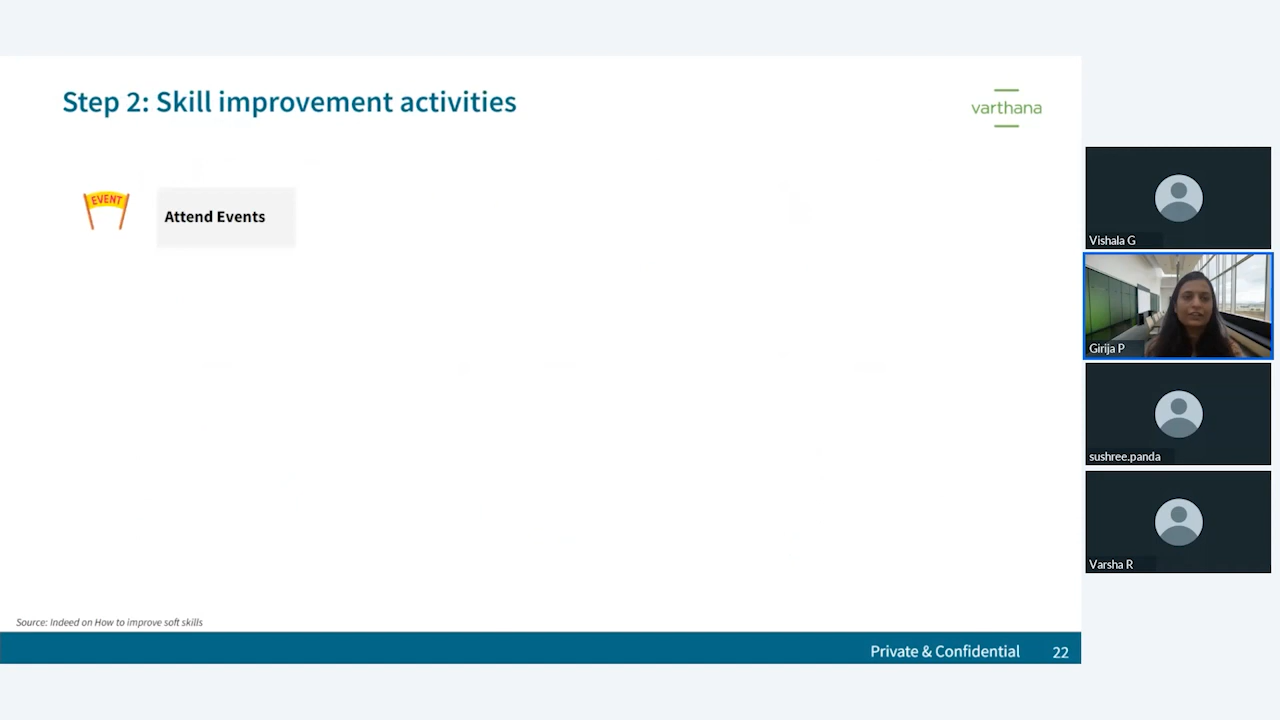 Step 2: Skill improvement activities
varthana
EVENT
Attend Events
Vishala G
Girija P
sushree.panda
Varsha R
Source: Indeed on How to improve soft skills
Private & Confidential
22